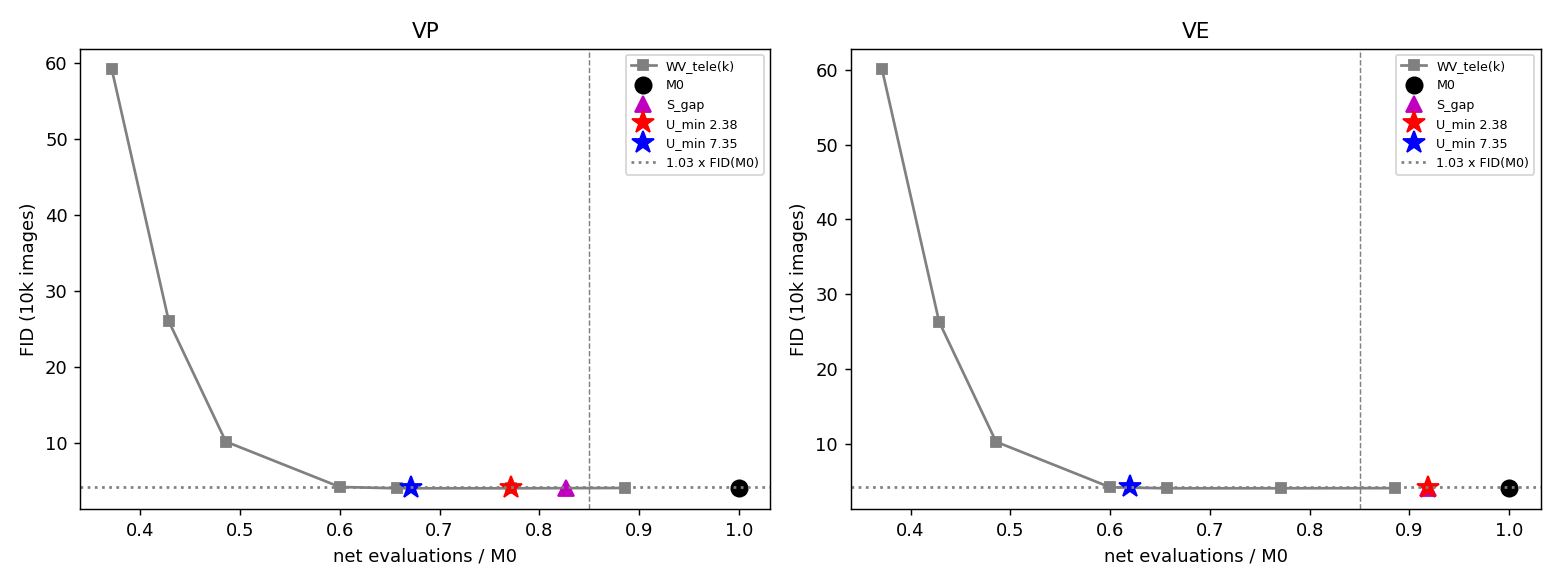 VP
FID (10k images)
60
50
40
30
20
10
0.4 0.5 0.6 0.7 0.8 0.9 1.0
net evaluations / M0
WV_tele(k)
M0
S_gap
U_min 2.38
U_min 7.35
1.03 x FID(M0)
VE
FID (10k images)
60
50
40
30
20
10
0.4 0.5 0.6 0.7 0.8 0.9 1.0
net evaluations / M0
WV_tele(k)
M0
S_gap
U_min 2.38
U_min 7.35
1.03 x FID(M0)